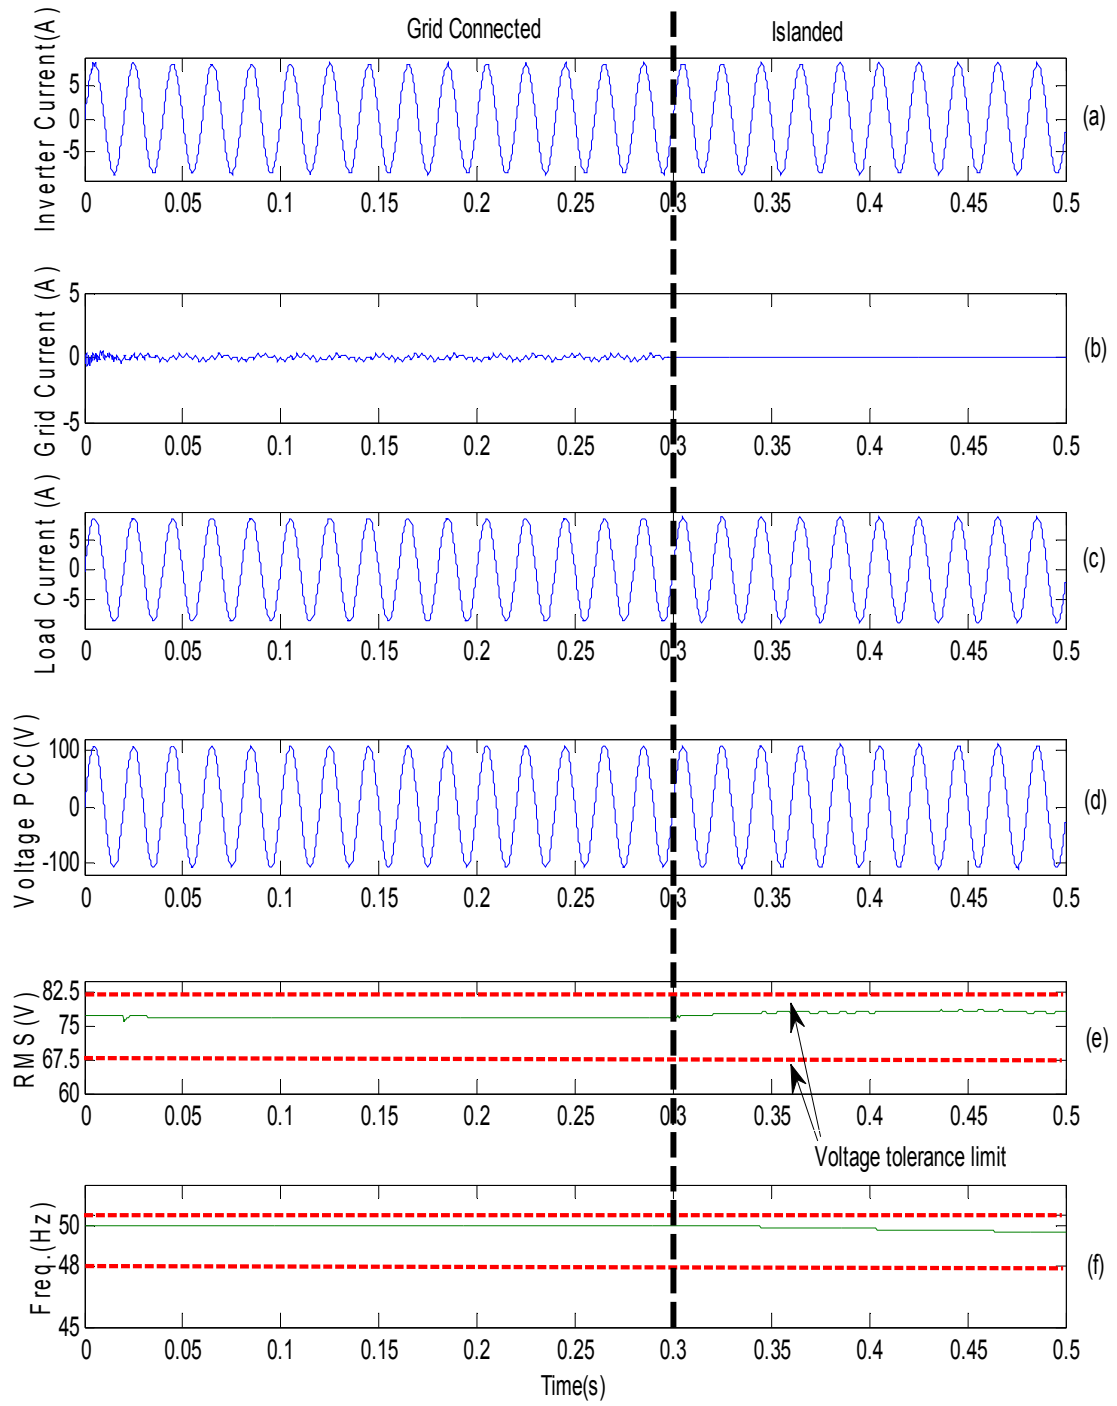 Grid Connected
Islanded
Inverter Current(A)
5
0
-5
(a)
0 0.05 0.1 0.15 0.2 0.25 0.3 0.35 0.4 0.45 0.5
Grid Current (A)
5
0
-5
(b)
0 0.05 0.1 0.15 0.2 0.25 0.3 0.35 0.4 0.45 0.5
Load Current (A)
5
0
-5
(c)
0 0.05 0.1 0.15 0.2 0.25 0.3 0.35 0.4 0.45 0.5
Voltage PCC(V)
100
0
-100
(d)
0 0.05 0.1 0.15 0.2 0.25 0.3 0.35 0.4 0.45 0.5
RMS(V)
82.5
75
67.5
60
(e)
0 0.05 0.1 0.15 0.2 0.25 0.3 0.35 0.4 0.45 0.5
Voltage tolerance limit
Freq.(Hz)
50
48
45
(f)
0 0.05 0.1 0.15 0.2 0.25 0.3 0.35 0.4 0.45 0.5
Time(s)